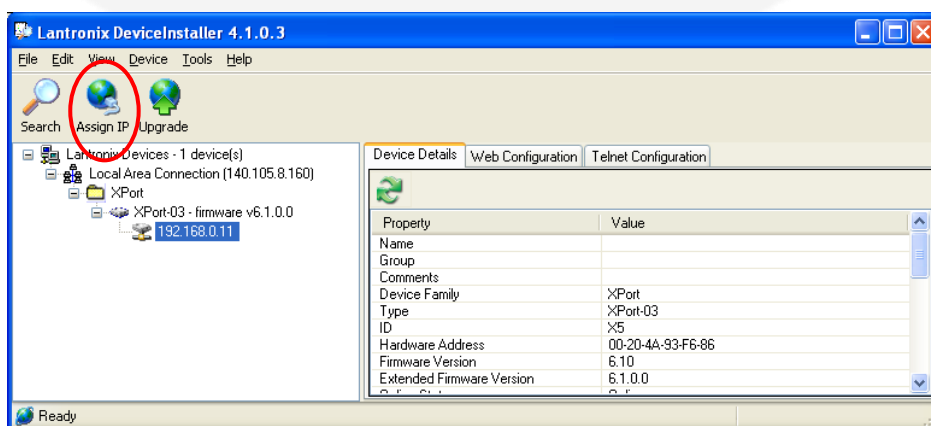 Lantronix DeviceInstaller 4.1.0.3
File Edit View Device Tools Help
Search Assign IP Upgrade
Lantronix Devices - 1 device(s)
Local Area Connection (140.105.8.160)
XPort
XPort-03 - firmware v6.1.0.0
192.168.0.11
Device Details Web Configuration Telnet Configuration
Property Value
Name
Group
Comments
Device Family XPort
Type XPort-03
ID X5
Hardware Address 00-20-4A-93-F6-86
Firmware Version 6.10
Extended Firmware Version 6.1.0.0
Ready